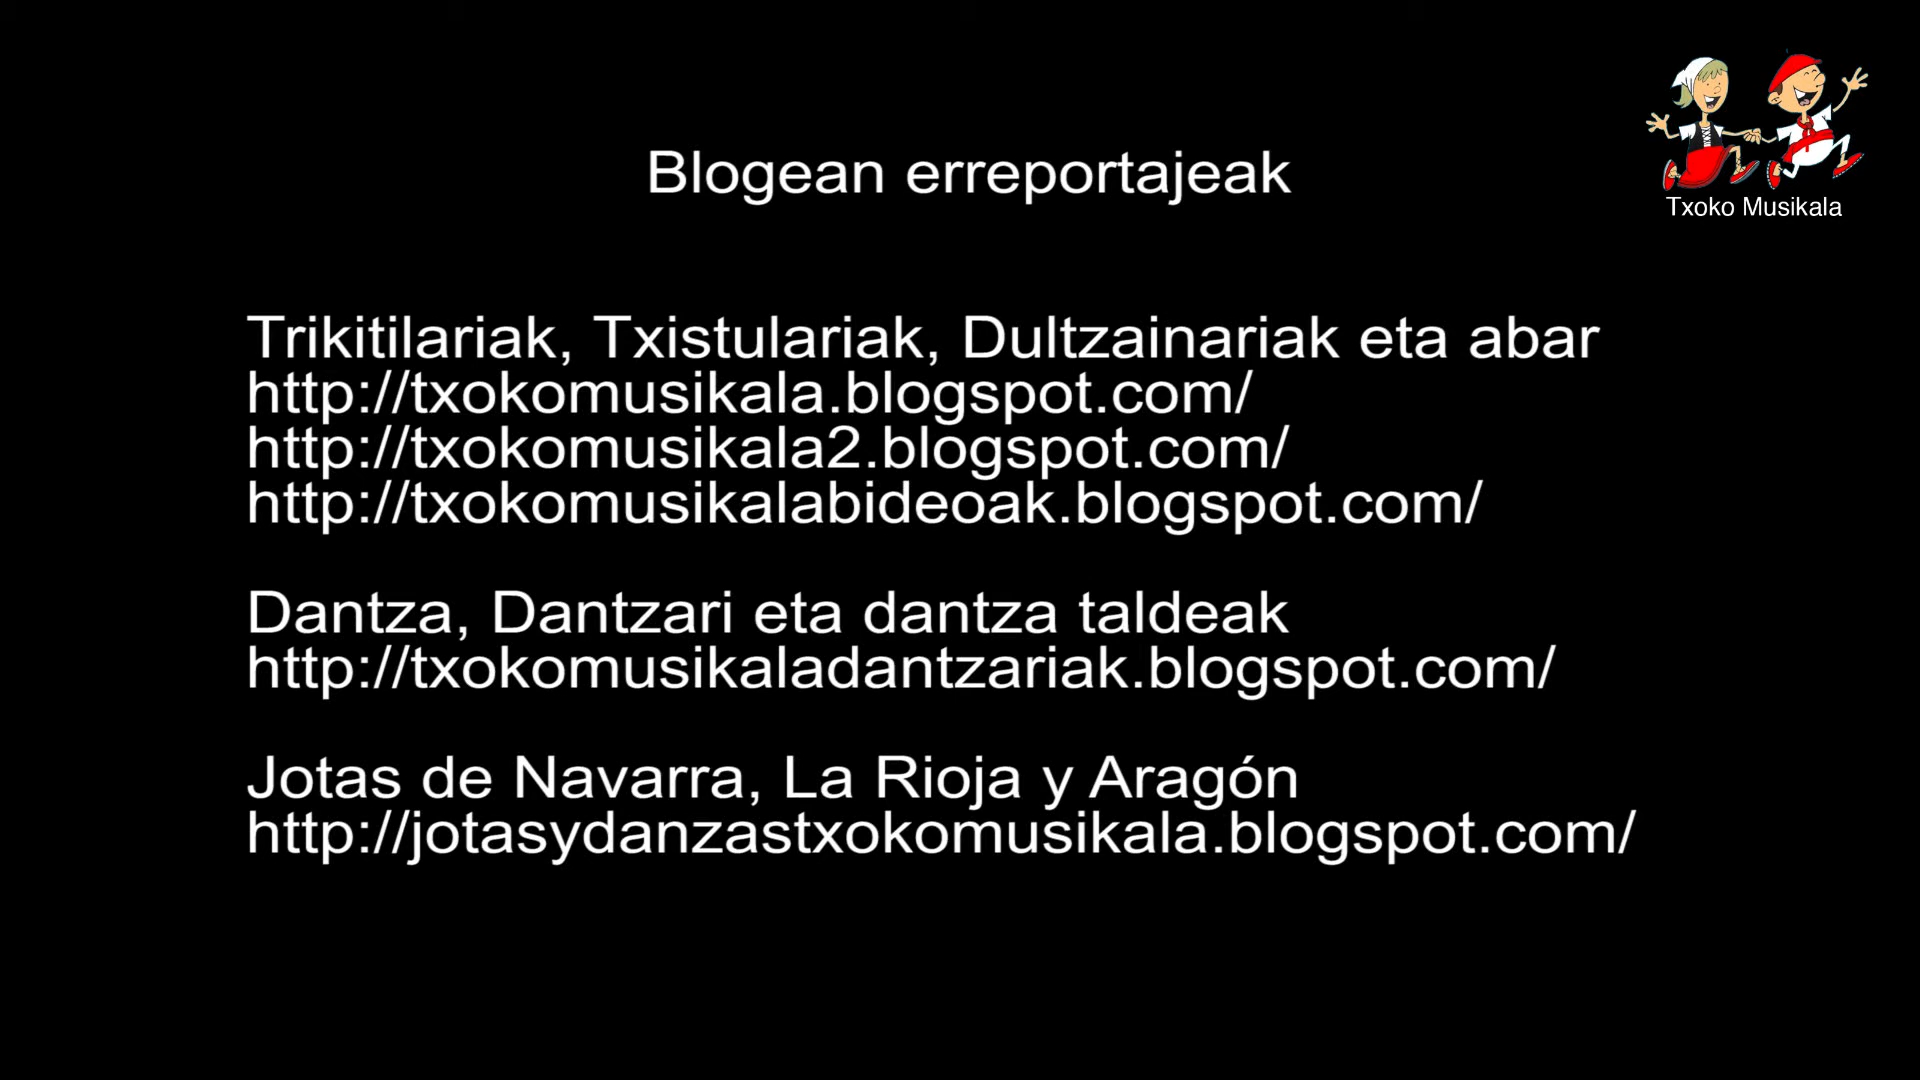 Txoko Musikala
Blogean erreportajeak
Trikitilariak, Txistulariak, Dultzainariak eta abar
http://txokomusikala.blogspot.com/
http://txokomusikala2.blogspot.com/
http://txokomusikalabideoak.blogspot.com/
Dantza, Dantzari eta dantza taldeak
http://txokomusikaladantzariak.blogspot.com/
Jotas de Navarra, La Rioja y Aragón
http://jotasydanzastxokomusikala.blogspot.com/